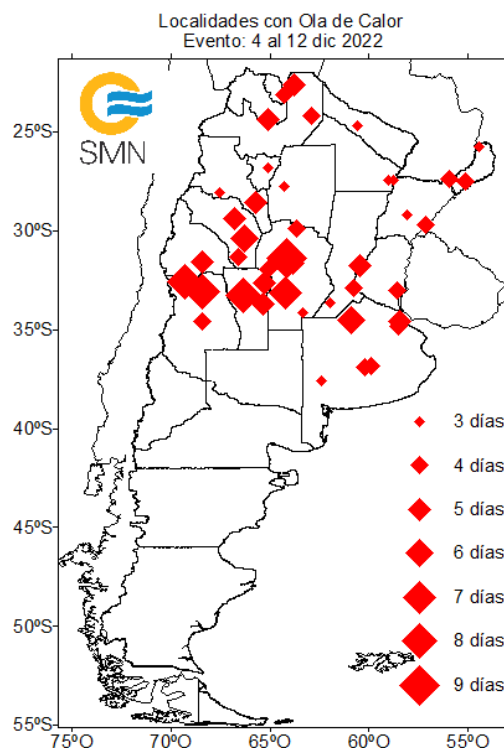 Localidades con Ola de Calor
Evento: 4 al 12 dic 2022
SMN
25ºS
30ºS
35ºS
40ºS
45ºS
50ºS
55ºS
3 días
4 días
5 días
6 días
7 días
8 días
9 días
75ºO
70ºO
65ºO
60ºO
55ºO